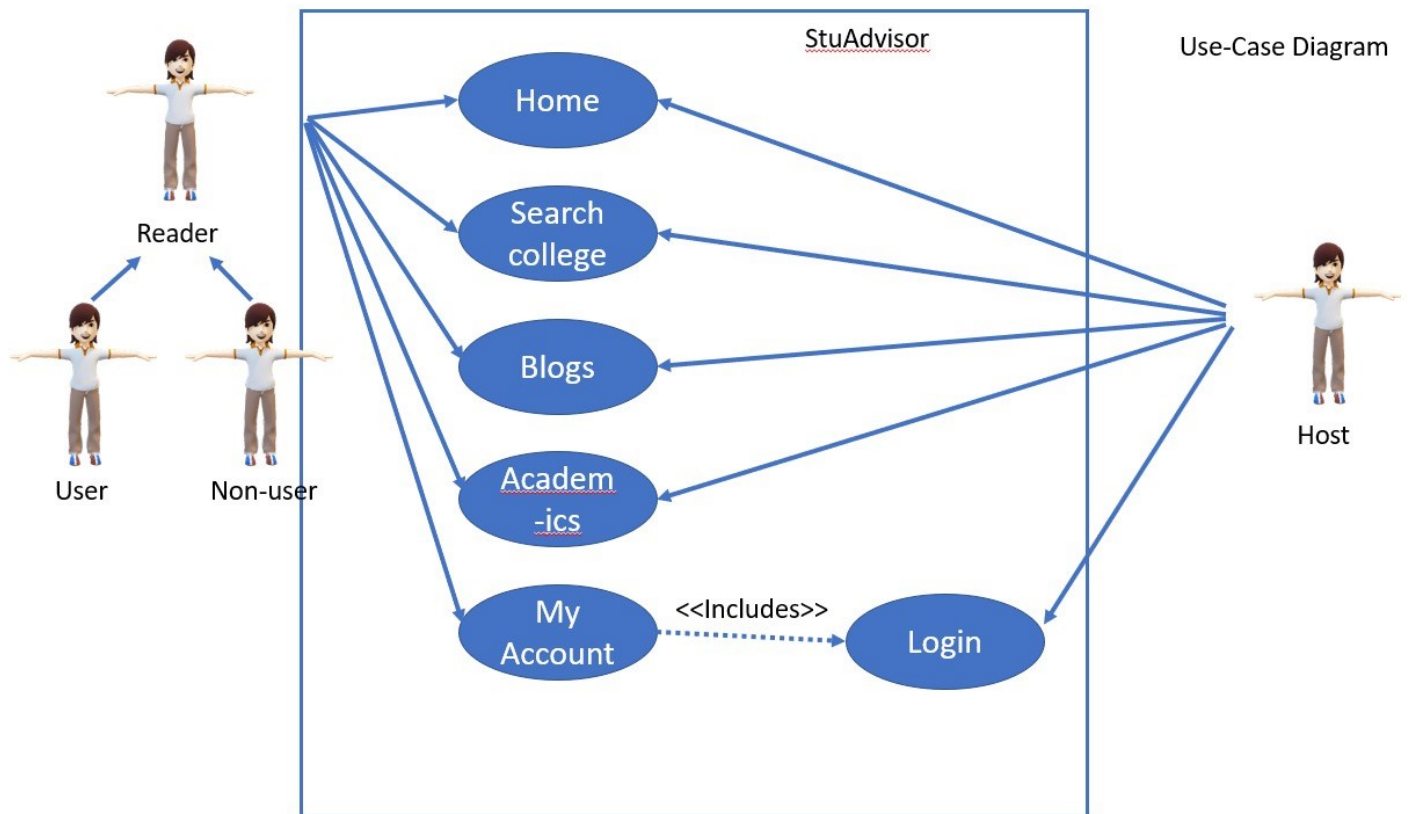 StuAdvisor
Use-Case Diagram
Home
Search
college
Reader
Blogs
Host
User
Non-user
Academ
-ics
My
Account
<<Includes>>
Login